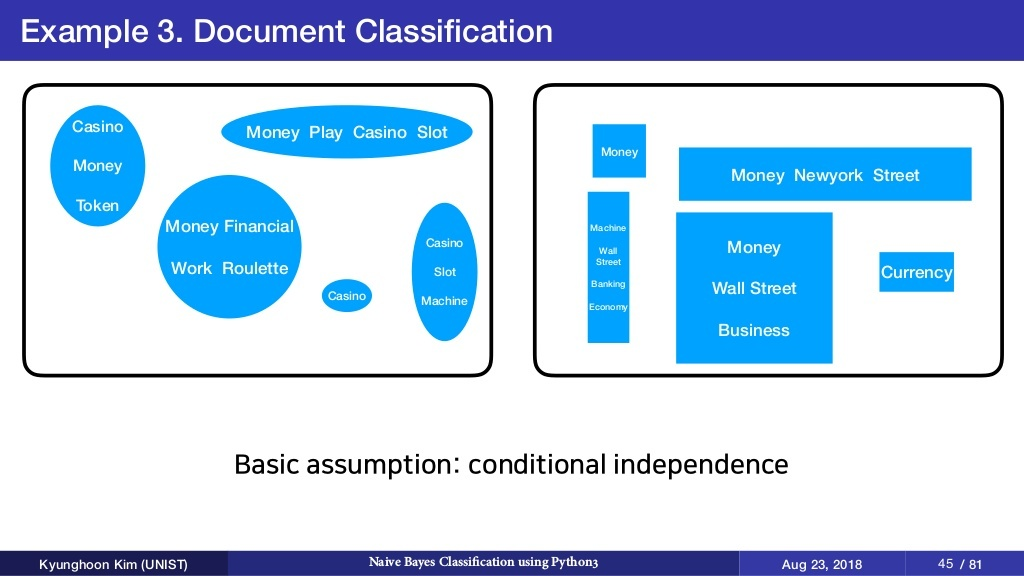 Example 3. Document Classification
Casino
Money
Token
Money Play Casino Slot
Money Financial
Work Roulette
Casino
Casino
Slot
Machine
Money
Money Newyork Street
Machine
Wall
Street
Banking
Economy
Money
Wall Street
Business
Currency
Basic assumption: conditional independence
Kyunghoon Kim (UNIST)
Naive Bayes Classification using Python3
Aug 23, 2018
45 / 81